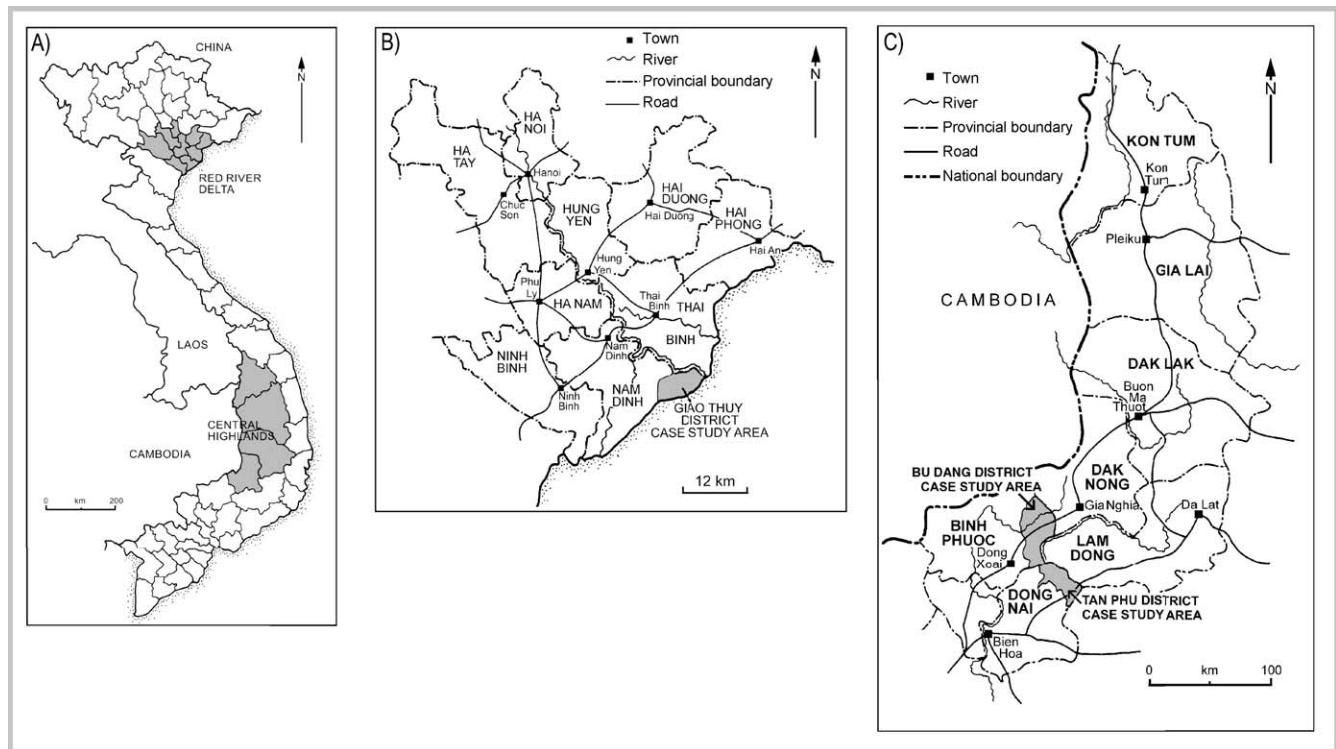 A)
CHINA
N
RED RIVER
DELTA
LAOS
CENTRAL
HIGHLANDS
CAMBODIA
0 km 200
B)
Town
River
Provincial boundary
Road
N
HA
NOI
HA
TAY
Hanoi
Chuc
Son
HUNG
YEN
HAI
DUONG
Hai Duong
HAI
PHONG
Hai An
Hung
Yen
Phu
Ly
HA NAM
Thai
Binh
THAI
BINH
Nam
Dinh
NINH
BINH
Ninh
Binh
NAM
DINH
GIAO THUY
DISTRICT
CASE STUDY AREA
12 km
C)
Town
River
Provincial boundary
Road
National boundary
N
KON TUM
Kon
Tum
Pleiku
GIA LAI
CAMBODIA
DAK LAK
Buon
Ma
Thuot
BU DANG DISTRICT
CASE STUDY AREA
DAK
NONG
Gia Nghia
Da Lat
BINH
PHUOC
LAM
DONG
Dong
Xoai
DONG
NAI
TAN PHU DISTRICT
CASE STUDY AREA
Bien
Hoa
0 km 100